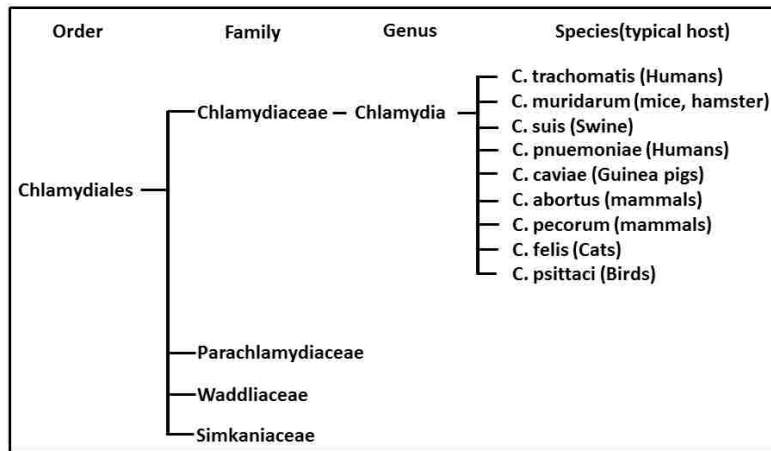 Order Family Genus Species(typical host)
C. trachomatis (Humans)
C. muridarum (mice, hamster)
Chlamydiaceae Chlamydia
C. suis (Swine)
C. pnuemoniae (Humans)
C. caviae (Guinea pigs)
Chlamydiales
C. abortus (mammals)
C. pecorum (mammals)
C. felis (Cats)
C. psittaci (Birds)
Parachlamydiaceae
Waddliaceae
Simkaniaceae